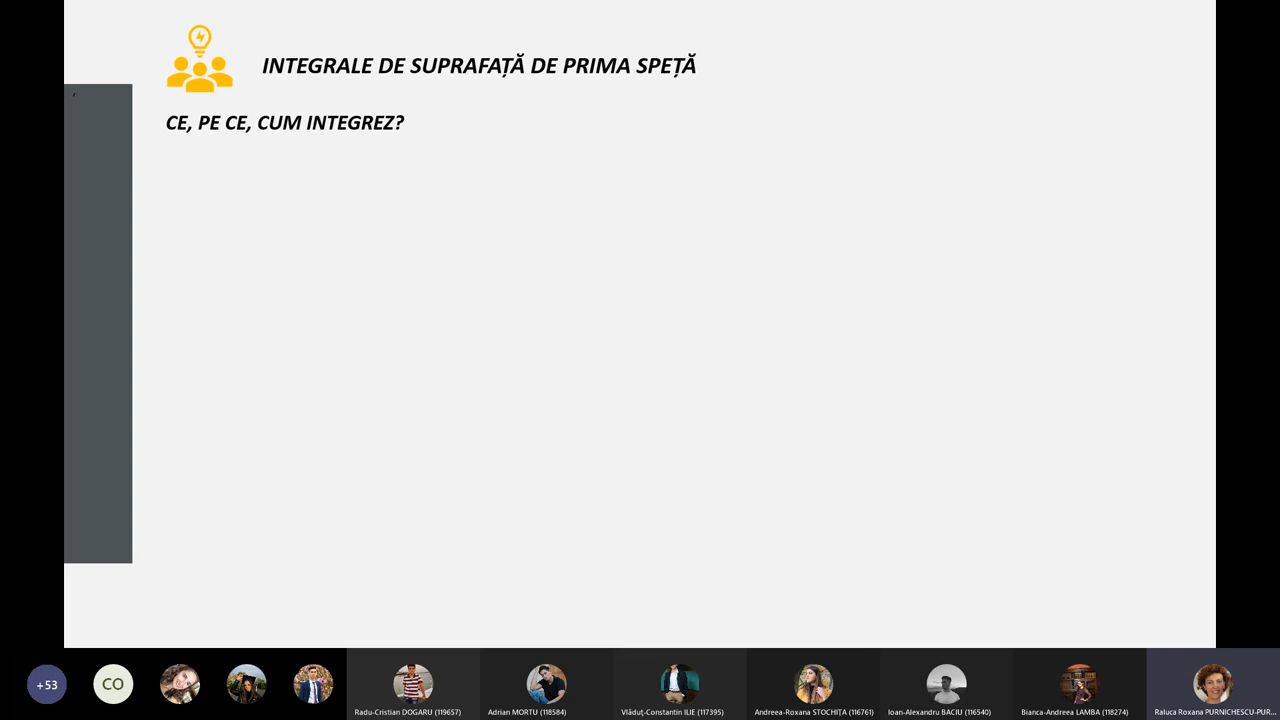 INTEGRALE DE SUPRAFAȚĂ DE PRIMA SPEȚĂ
,
CE, PE CE, CUM INTEGREZ?
+53
CO
Radu-Cristian DOGARU (119657)
Adrian MORTU (118584)
Vlăduț-Constantin ILIE (117395)
Andreea-Roxana STOCHIȚA (116761)
Ioan-Alexandru BACIU (116540)
Bianca-Andreea LAMBA (118274)
Raluca Roxana PURNICHESCU-PUR...